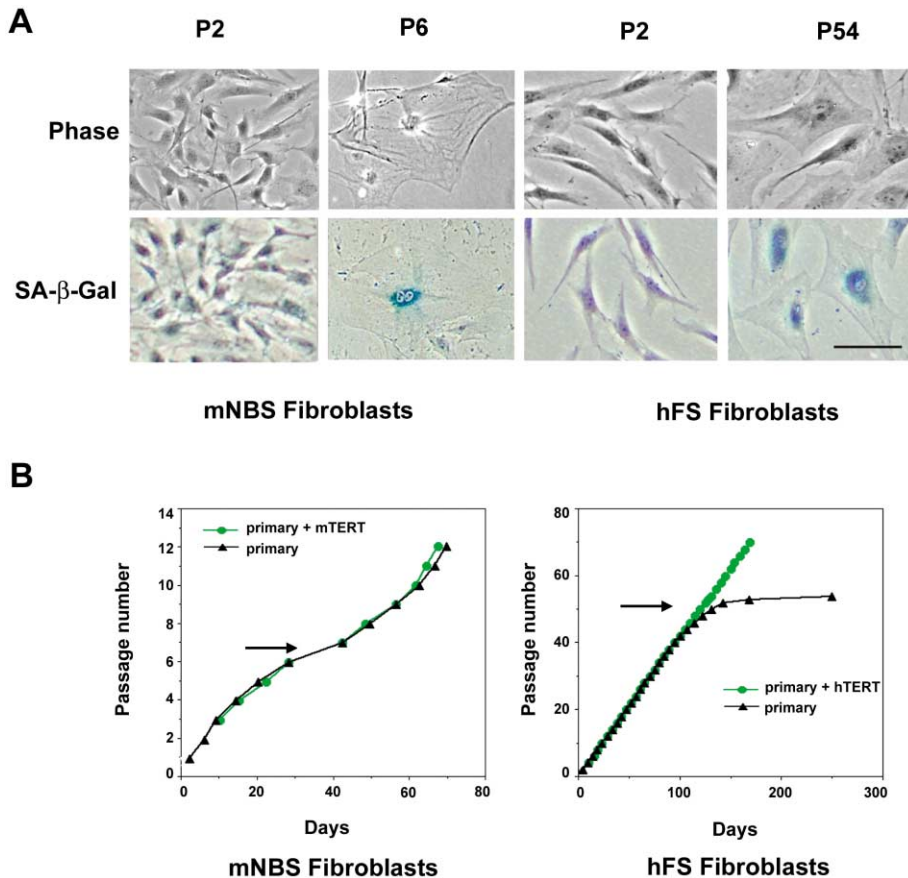 A
P2 P6 P2 P54
Phase
SA-β-Gal
mNBS Fibroblasts hFS Fibroblasts
B
14
12
10
8
6
4
2
0
Passage number
primary + mTERT
primary
0 20 40 60 80
Days
mNBS Fibroblasts
80
60
40
20
0
Passage number
primary + hTERT
primary
0 100 200 300
Days
hFS Fibroblasts